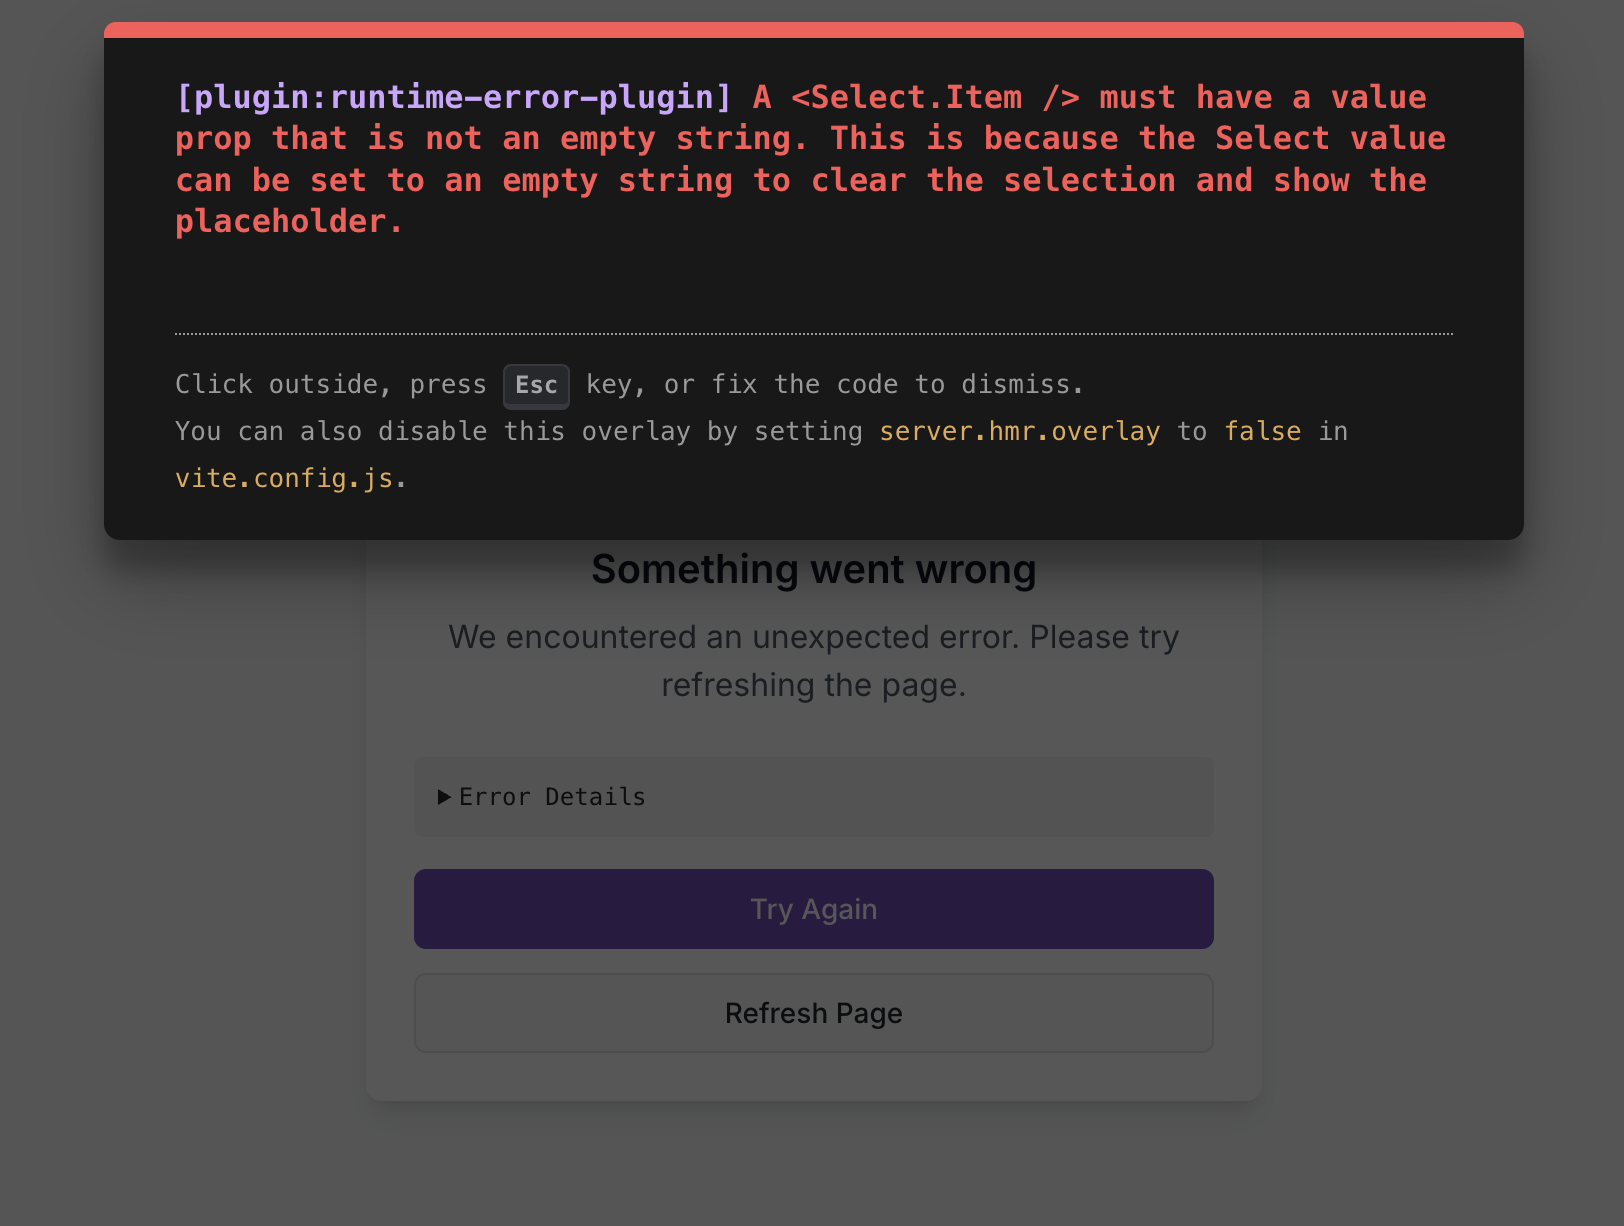 [plugin:runtime-error-plugin] A <Select.Item /> must have a value
prop that is not an empty string. This is because the Select value
can be set to an empty string to clear the selection and show the
placeholder.
Click outside, press Esc key, or fix the code to dismiss.
You can also disable this overlay by setting server.hmr.overlay to false in
vite.config.js.
Something went wrong
We encountered an unexpected error. Please try
refreshing the page.
Error Details
Try Again
Refresh Page